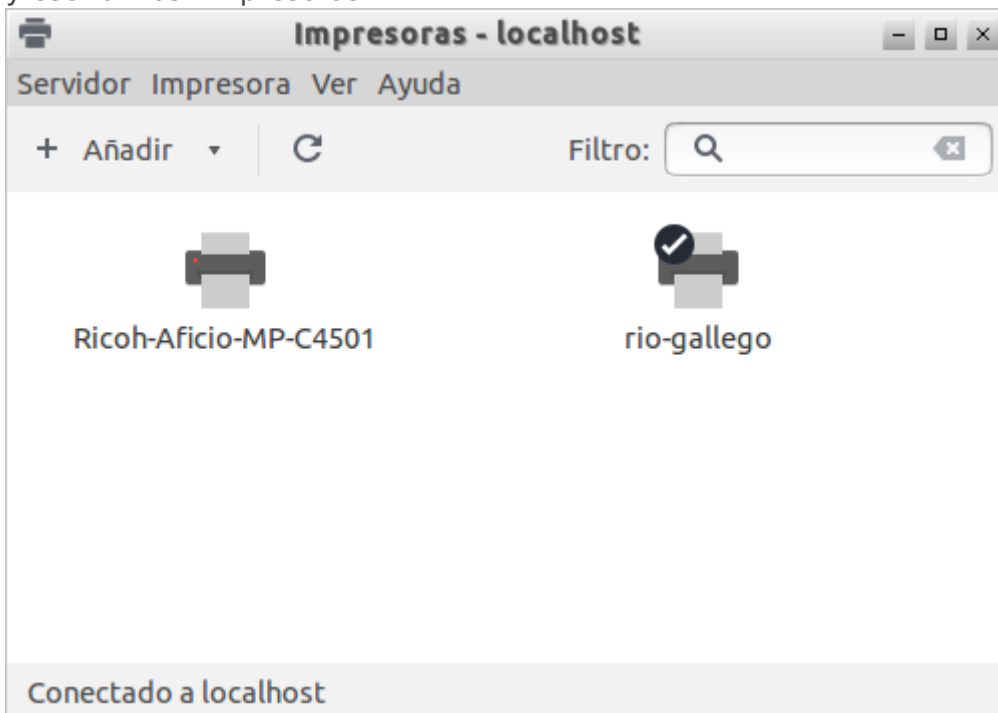 Impresoras - localhost
Servidor Impresora Ver Ayuda
+ Añadir Filtro:
Ricoh-Aficio-MP-C4501 rio-gallego
Conectado a localhost